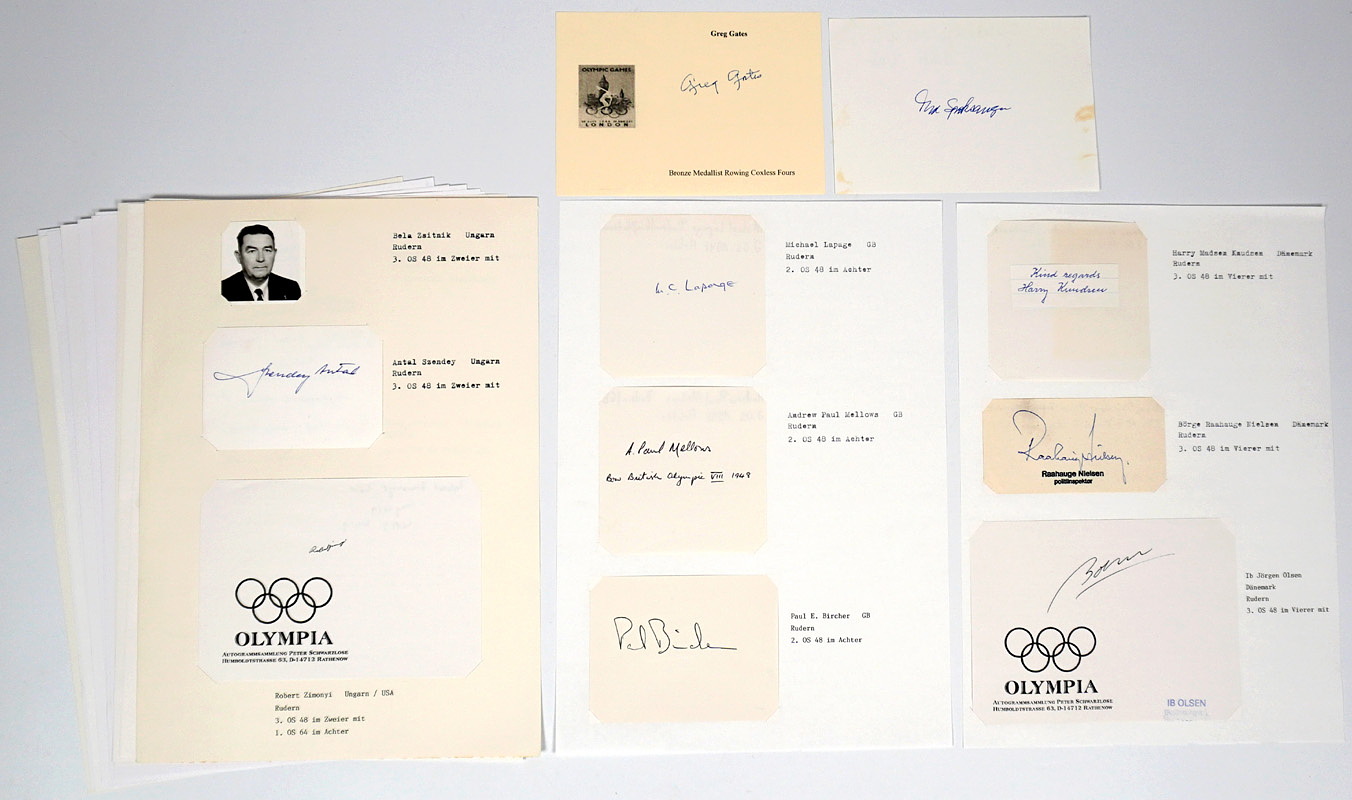 Greg Gates
OLYMPIC GAMES
LONDON
Greg Gates
Bronze Medallist Rowing Coxless Fours
Bela Zsitnik Ungarn
Rudern
3. OS 48 im Zweier mit
Szendey Antal
Antal Szendey Ungarn
Rudern
3. OS 48 im Zweier mit
OLYMPIA
AUTOGRAMMSAMMLUNG PETER SCHWARZLOSE
HUMBOLDTSTRASSE 63, D-14712 RATHENOW
Robert Zimonyi Ungarn / USA
Rudern
3. OS 48 im Zweier mit
1. OS 64 im Achter
M.C. Lapage
Michael Lapage GB
Rudern
2. OS 48 im Achter
A. Paul Mellows
Bow British Olympic VIII 1948
Andrew Paul Mellows GB
Rudern
2. OS 48 im Achter
Paul Bircher
Paul E. Bircher GB
Rudern
2. OS 48 im Achter
Kind regards
Harry Knudsen
Harry Madsen Knudsen Dänemark
Rudern
3. OS 48 im Vierer mit
Raahauge Nielsen
Raahauge Nielsen
politiinspektør
Börge Raahauge Nielsen Dänemark
Rudern
3. OS 48 im Vierer mit
OLYMPIA
AUTOGRAMMSAMMLUNG PETER SCHWARZLOSE
HUMBOLDTSTRASSE 63, D-14712 RATHENOW
IB OLSEN
Ib Jörgen Olsen
Dänemark
Rudern
3. OS 48 im Vierer mit